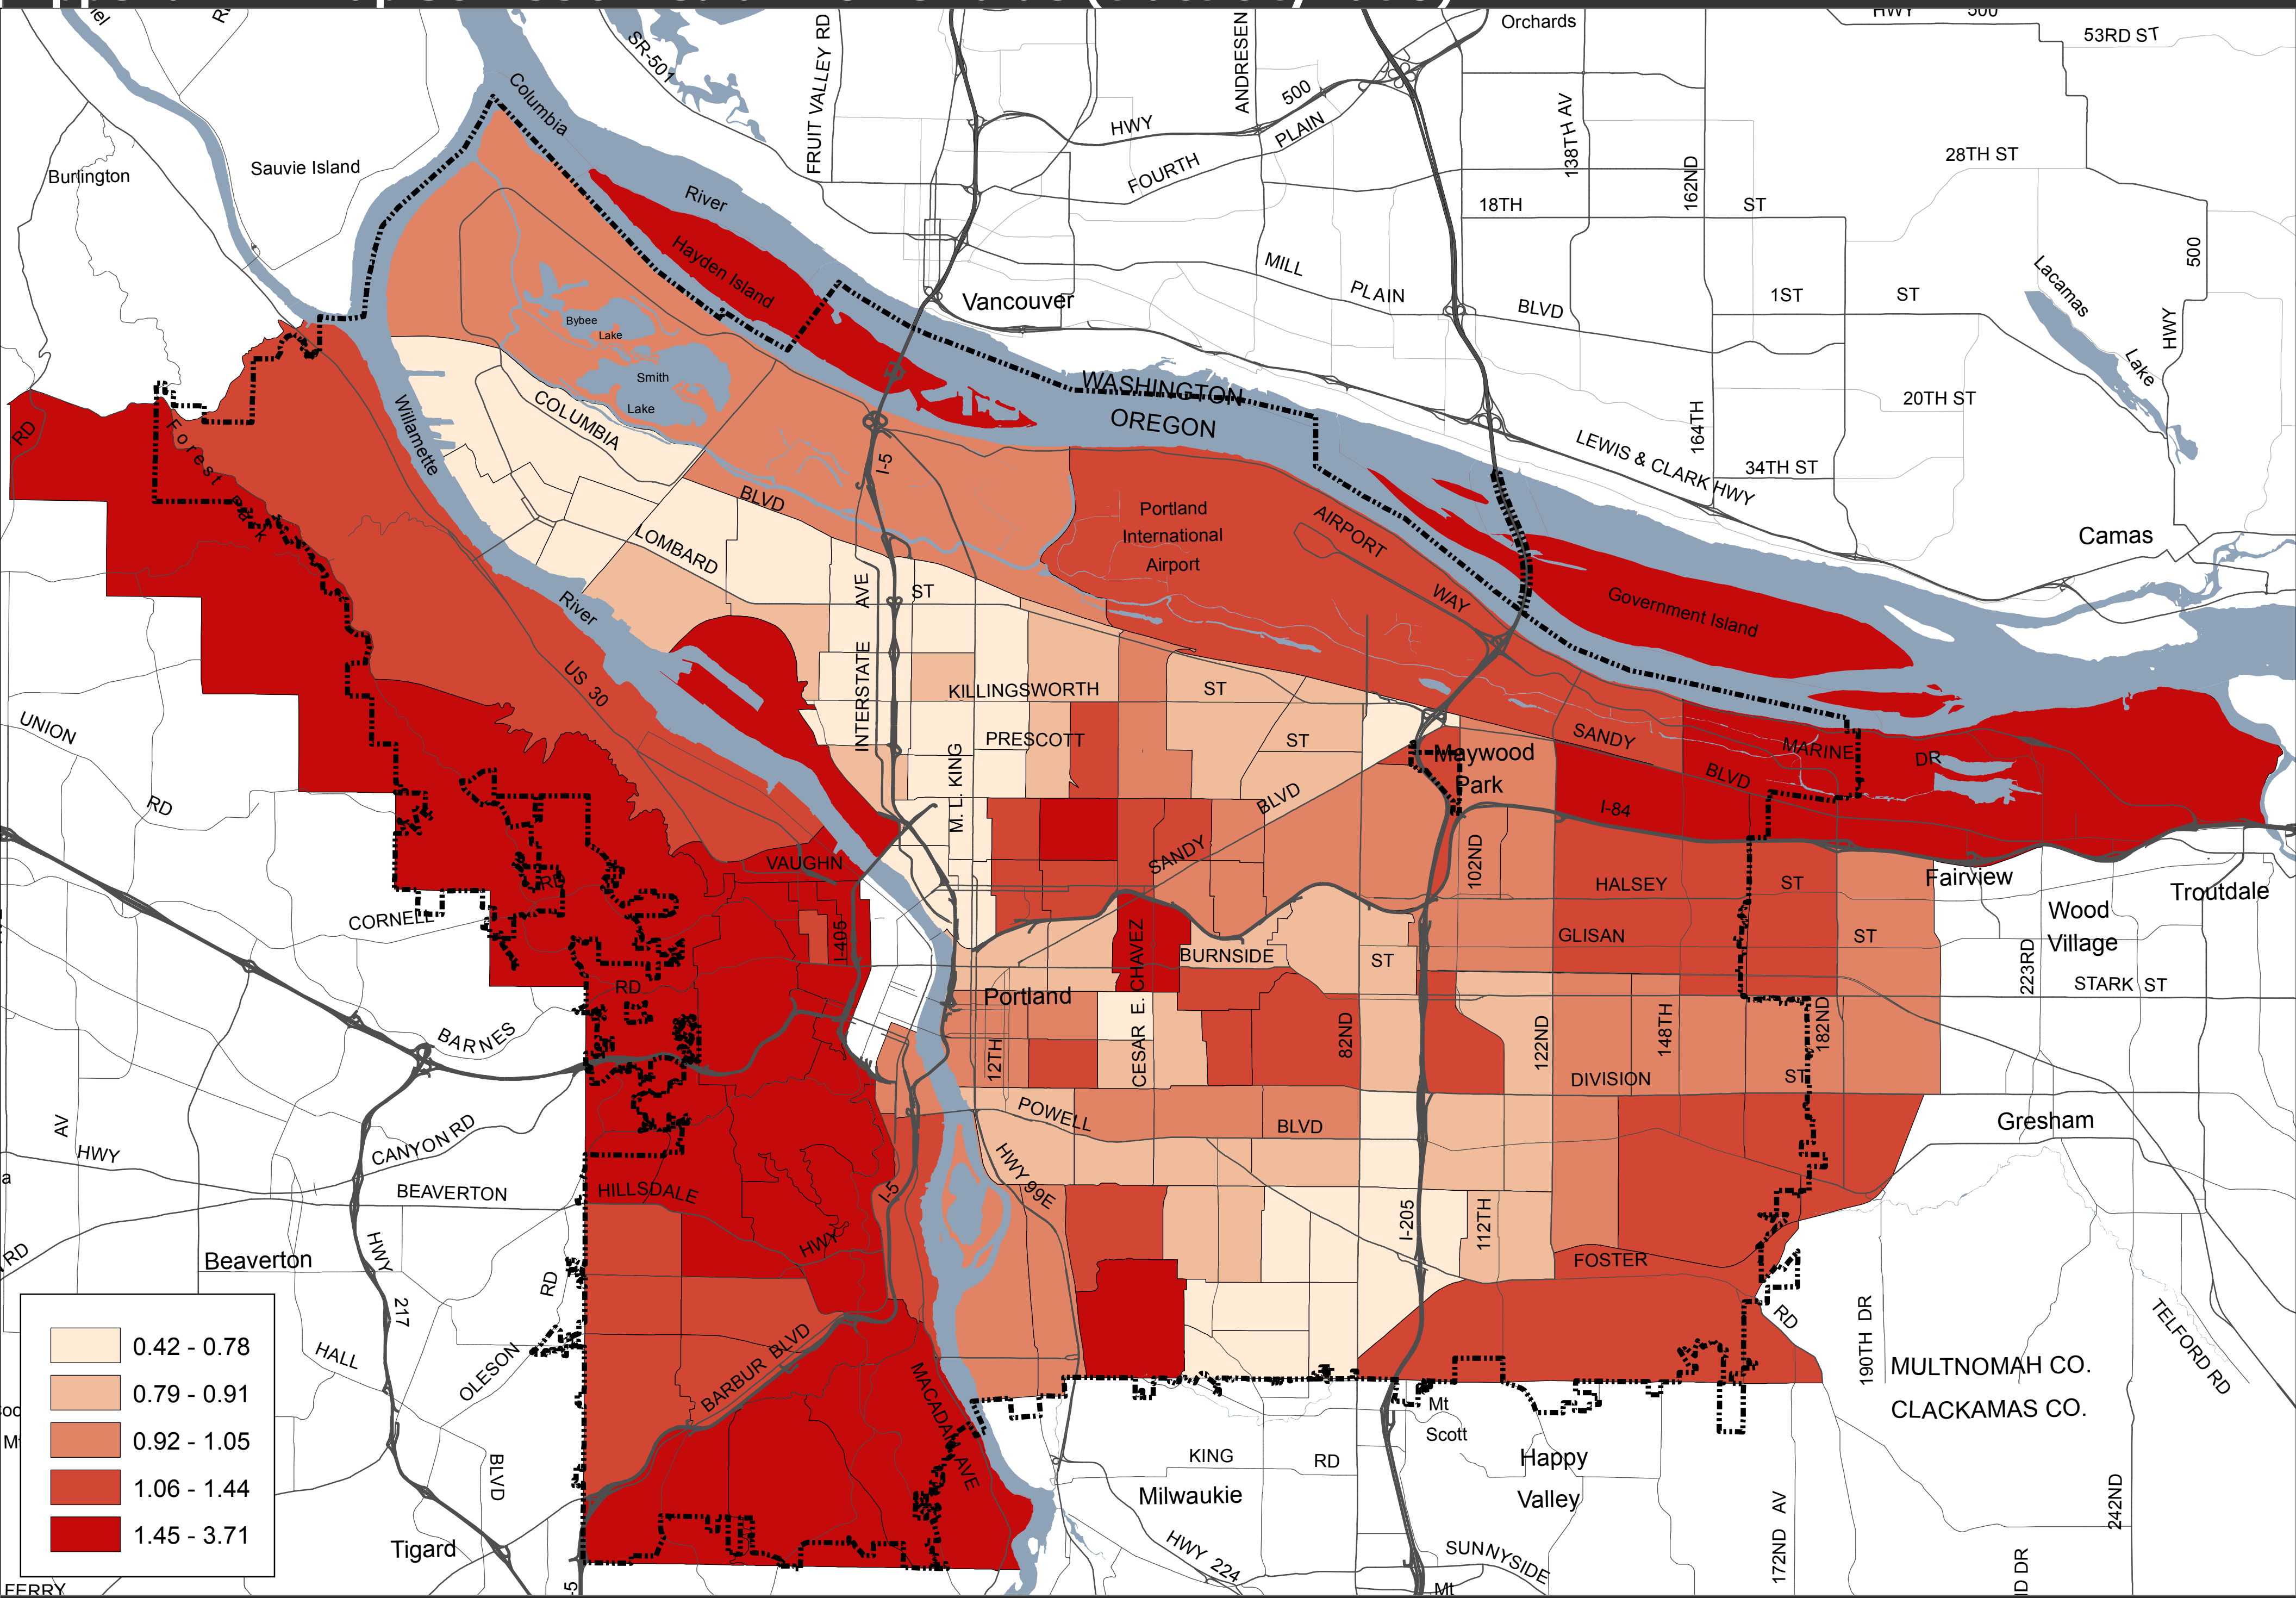 Orchards
HWY 500
53RD ST
SR-501
FRUIT VALLEY RD
ANDRESEN
500
Columbia
HWY
PLAIN
138TH AV
Burlington
Sauvie Island
FOURTH
28TH ST
162ND
River
18TH
ST
500
Hayden Island
MILL
PLAIN
BLVD
Vancouver
1ST
ST
Lacamas
Lake
HWY
Bybee
Lake
Smith
Lake
WASHINGTON
OREGON
20TH ST
COLUMBIA
Willamette
RD
Forest Park
164TH
LEWIS & CLARK HWY
34TH ST
I-5
BLVD
Portland
International
Airport
AIRPORT
WAY
Camas
LOMBARD
ST
AVE
INTERSTATE
River
Government Island
US 30
KILLINGSWORTH
ST
UNION
RD
PRESCOTT
ST
M. L. KING
Maywood
Park
SANDY
BLVD
MARINE
DR
BLVD
I-84
SANDY
VAUGHN
102ND
HALSEY
ST
Fairview
Troutdale
RD
CORNELL
I-405
Wood
Village
GLISAN
ST
CESAR E. CHAVEZ
BURNSIDE
ST
223RD
STARK ST
RD
Portland
BARNES
12TH
82ND
122ND
148TH
182ND
DIVISION
ST
AV
HWY
CANYON RD
POWELL
BLVD
Gresham
a
BEAVERTON
HILLSDALE
HWY
I-5
HWY 99E
I-205
112TH
Beaverton
RD
HWY
217
RD
FOSTER
RD
190TH DR
TELFORD RD
0.42 - 0.78
0.79 - 0.91
0.92 - 1.05
1.06 - 1.44
1.45 - 3.71
HALL
BLVD
OLESON
BARBUR BLVD
MACADAM AVE
MULTNOMAH CO.
CLACKAMAS CO.
Mt
Scott
KING
RD
Happy
Valley
Milwaukie
172ND AV
242ND
Tigard
HWY 224
SUNNYSIDE
Mt
FERRY
-5
ND DR